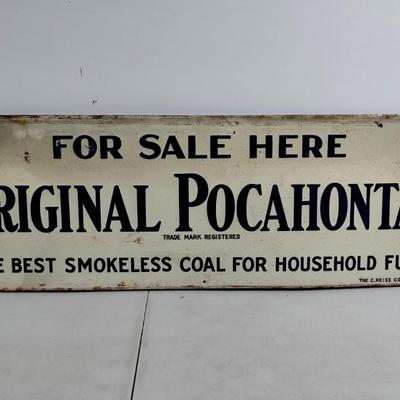 FOR SALE HERE
RIGINAL POCAHONTA
TRADE MARK REGISTERED
E BEST SMOKELESS COAL FOR HOUSEHOLD FU
THE C.REISS CO